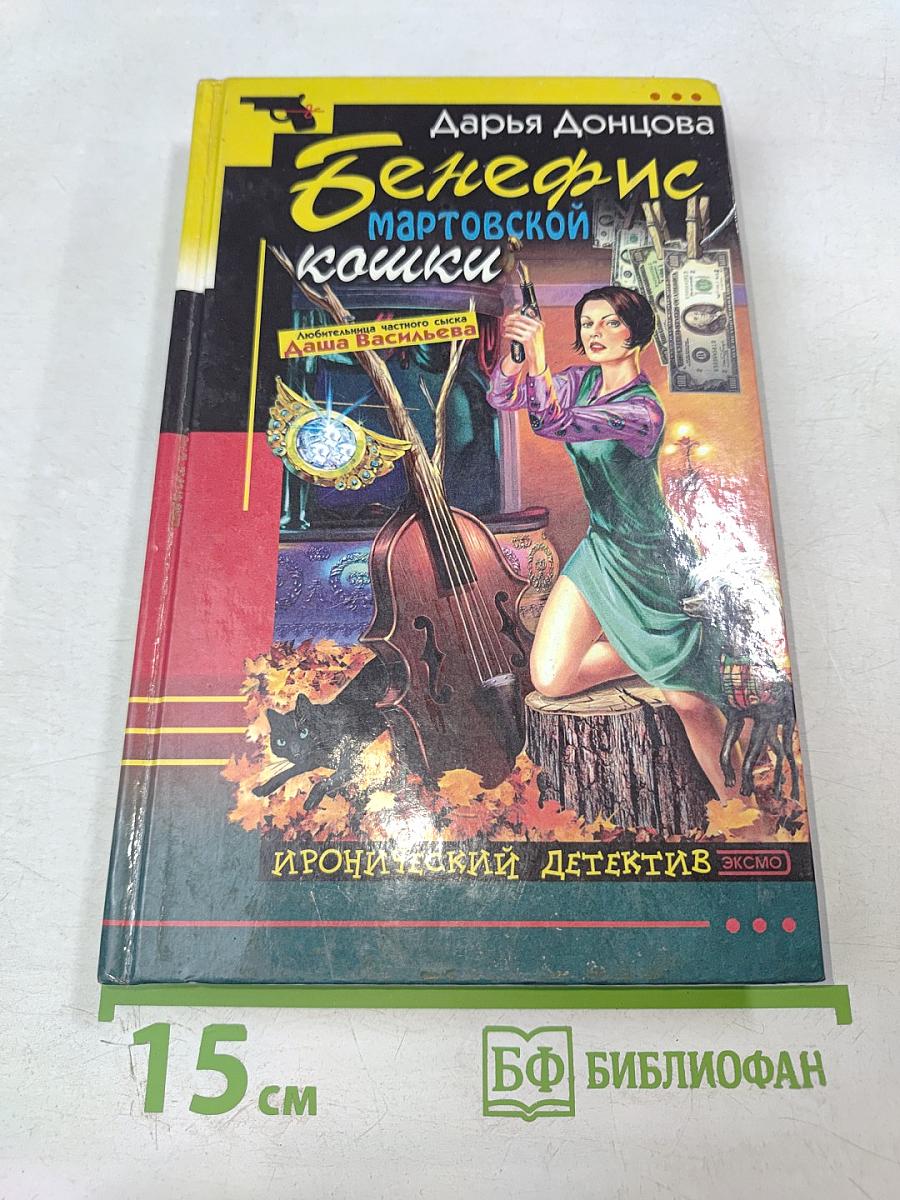 Дарья Донцова
Бенефис
мартовской
кошки
Любительница частного сыска
Даша Васильева
ИРОНИЧЕСКИЙ ДЕТЕКТИВ
ЭКСМО
15 см
БФ БИБЛИОФАН